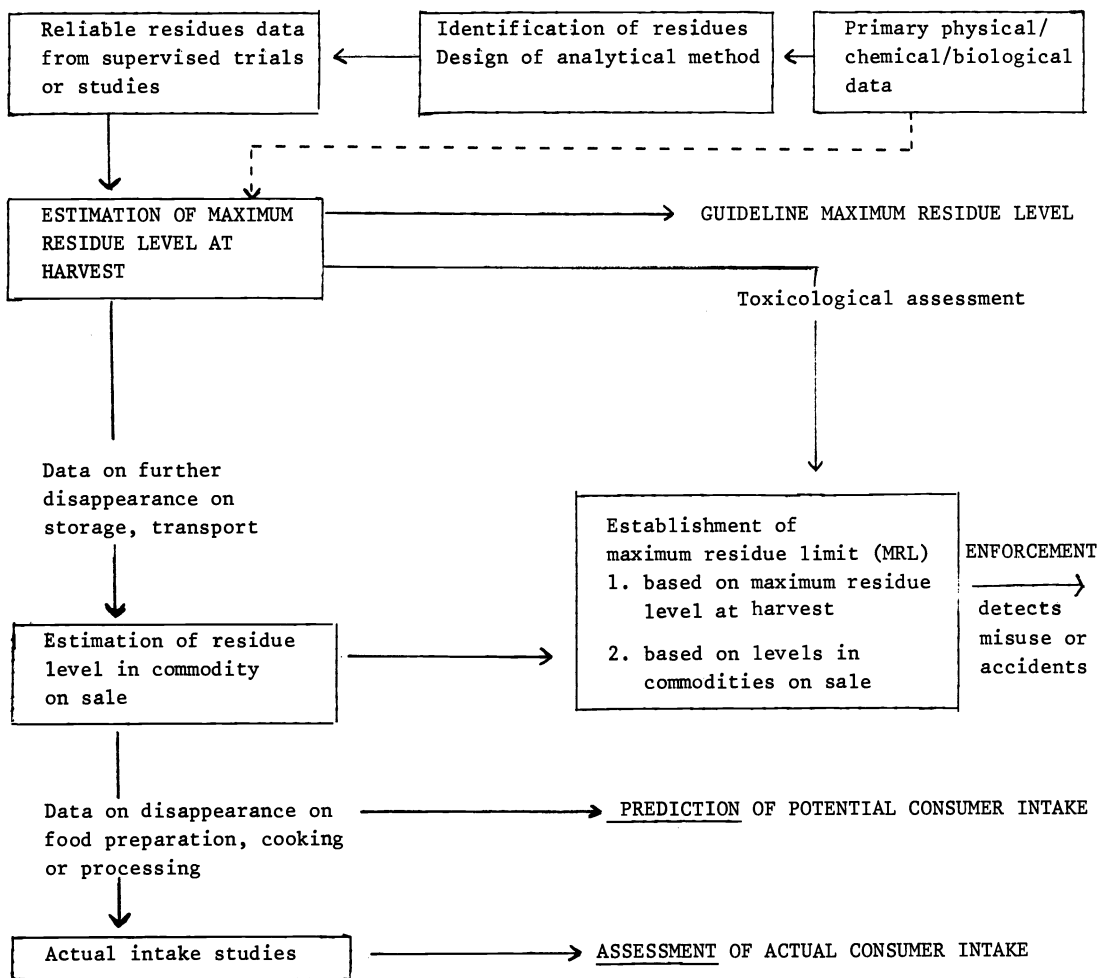 Reliable residues data
from supervised trials
or studies
Identification of residues
Design of analytical method
Primary physical/
chemical/biological
data
ESTIMATION OF MAXIMUM
RESIDUE LEVEL AT
HARVEST
GUIDELINE MAXIMUM RESIDUE LEVEL
Toxicological assessment
Data on further
disappearance on
storage, transport
Establishment of
maximum residue limit (MRL)
1. based on maximum residue
level at harvest
2. based on levels in
commodities on sale
ENFORCEMENT
detects
misuse or
accidents
Estimation of residue
level in commodity
on sale
Data on disappearance on
food preparation, cooking
or processing
PREDICTION OF POTENTIAL CONSUMER INTAKE
Actual intake studies
ASSESSMENT OF ACTUAL CONSUMER INTAKE